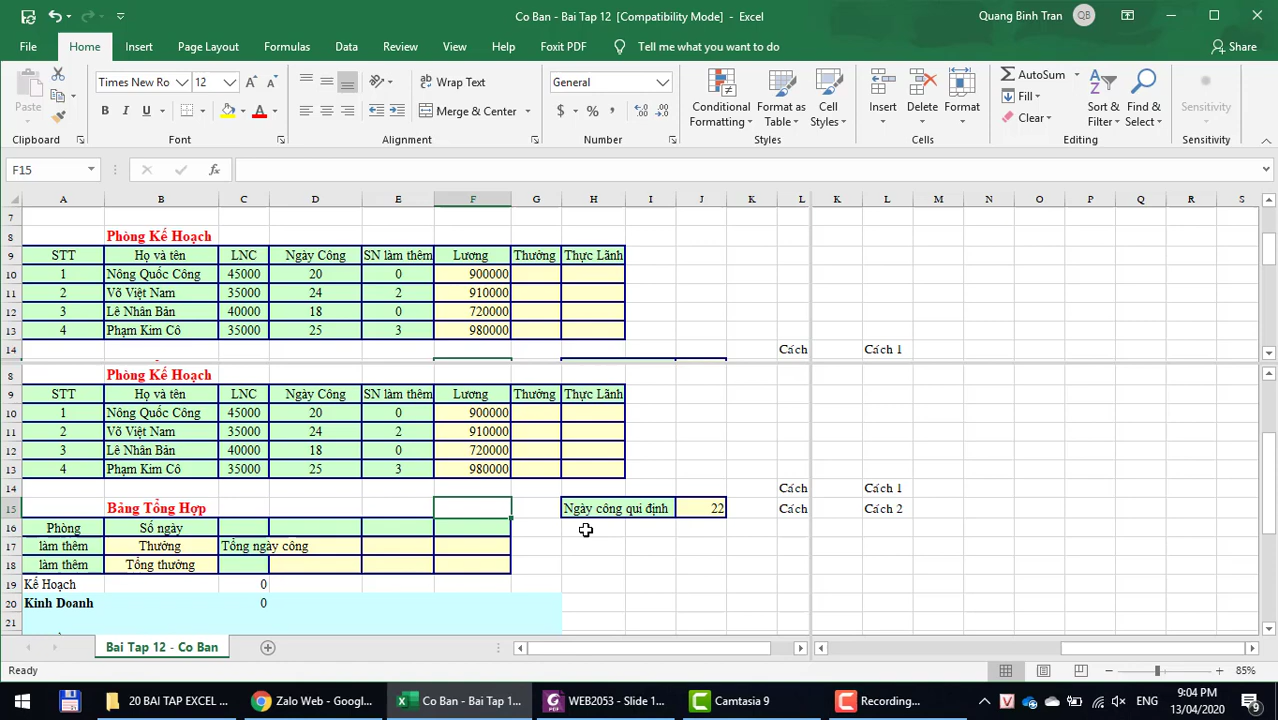 Co Ban - Bai Tap 12 [Compatibility Mode] - Excel
Quang Binh Tran QB
File Home Insert Page Layout Formulas Data Review View Help Foxit PDF Tell me what you want to do Share
Paste
Clipboard
Times New Ro 12
B I U
Font
Wrap Text
Merge & Center
Alignment
General
$ % ,
Number
Conditional Formatting
Format as Table
Cell Styles
Styles
Insert Delete Format
Cells
AutoSum
Fill
Clear
Sort & Filter
Find & Select
Editing
Sensitivity
Sensitivity
F15 fx
A B C D E F G H I J K L K L M N O P Q R S
7
8 Phòng Kế Hoạch
9 STT Họ và tên LNC Ngày Công SN làm thêm Lương Thưởng Thực Lãnh
10 1 Nông Quốc Công 45000 20 0 900000
11 2 Võ Việt Nam 35000 24 2 910000
12 3 Lê Nhân Bản 40000 18 0 720000
13 4 Phạm Kim Cô 35000 25 3 980000
14 Cách Cách 1
8 Phòng Kế Hoạch
9 STT Họ và tên LNC Ngày Công SN làm thêm Lương Thưởng Thực Lãnh
10 1 Nông Quốc Công 45000 20 0 900000
11 2 Võ Việt Nam 35000 24 2 910000
12 3 Lê Nhân Bản 40000 18 0 720000
13 4 Phạm Kim Cô 35000 25 3 980000
14 Cách Cách 1
15 Bảng Tổng Hợp Ngày công qui định 22 Cách Cách 2
16 Phòng Số ngày
17 làm thêm Thưởng Tổng ngày công
18 làm thêm Tổng thưởng
19 Kế Hoạch 0
20 Kinh Doanh 0
21
Bai Tap 12 - Co Ban
Ready 85%
20 BAI TAP EXCEL ... Zalo Web - Googl... Co Ban - Bai Tap 1... WEB2053 - Slide 1... Camtasia 9 Recording... ENG 9:04 PM
13/04/2020